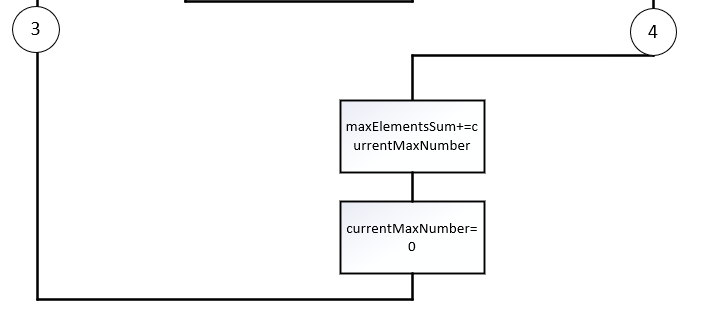 3
4
maxElementsSum+=c
urrentMaxNumber
currentMaxNumber=
0